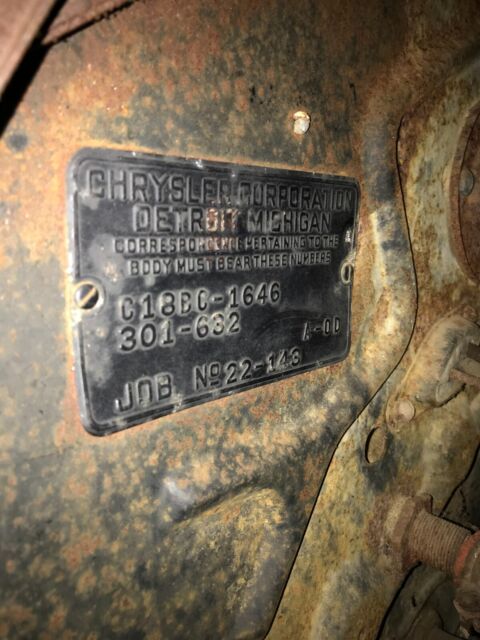 CHRYSLER CORPORATION
DETROIT MICHIGAN
CORRESPONDENCE PERTAINING TO THE
BODY MUST BEAR THESE NUMBERS
C18BC-1646
301-632 A-OD
JOB Nº 22-143